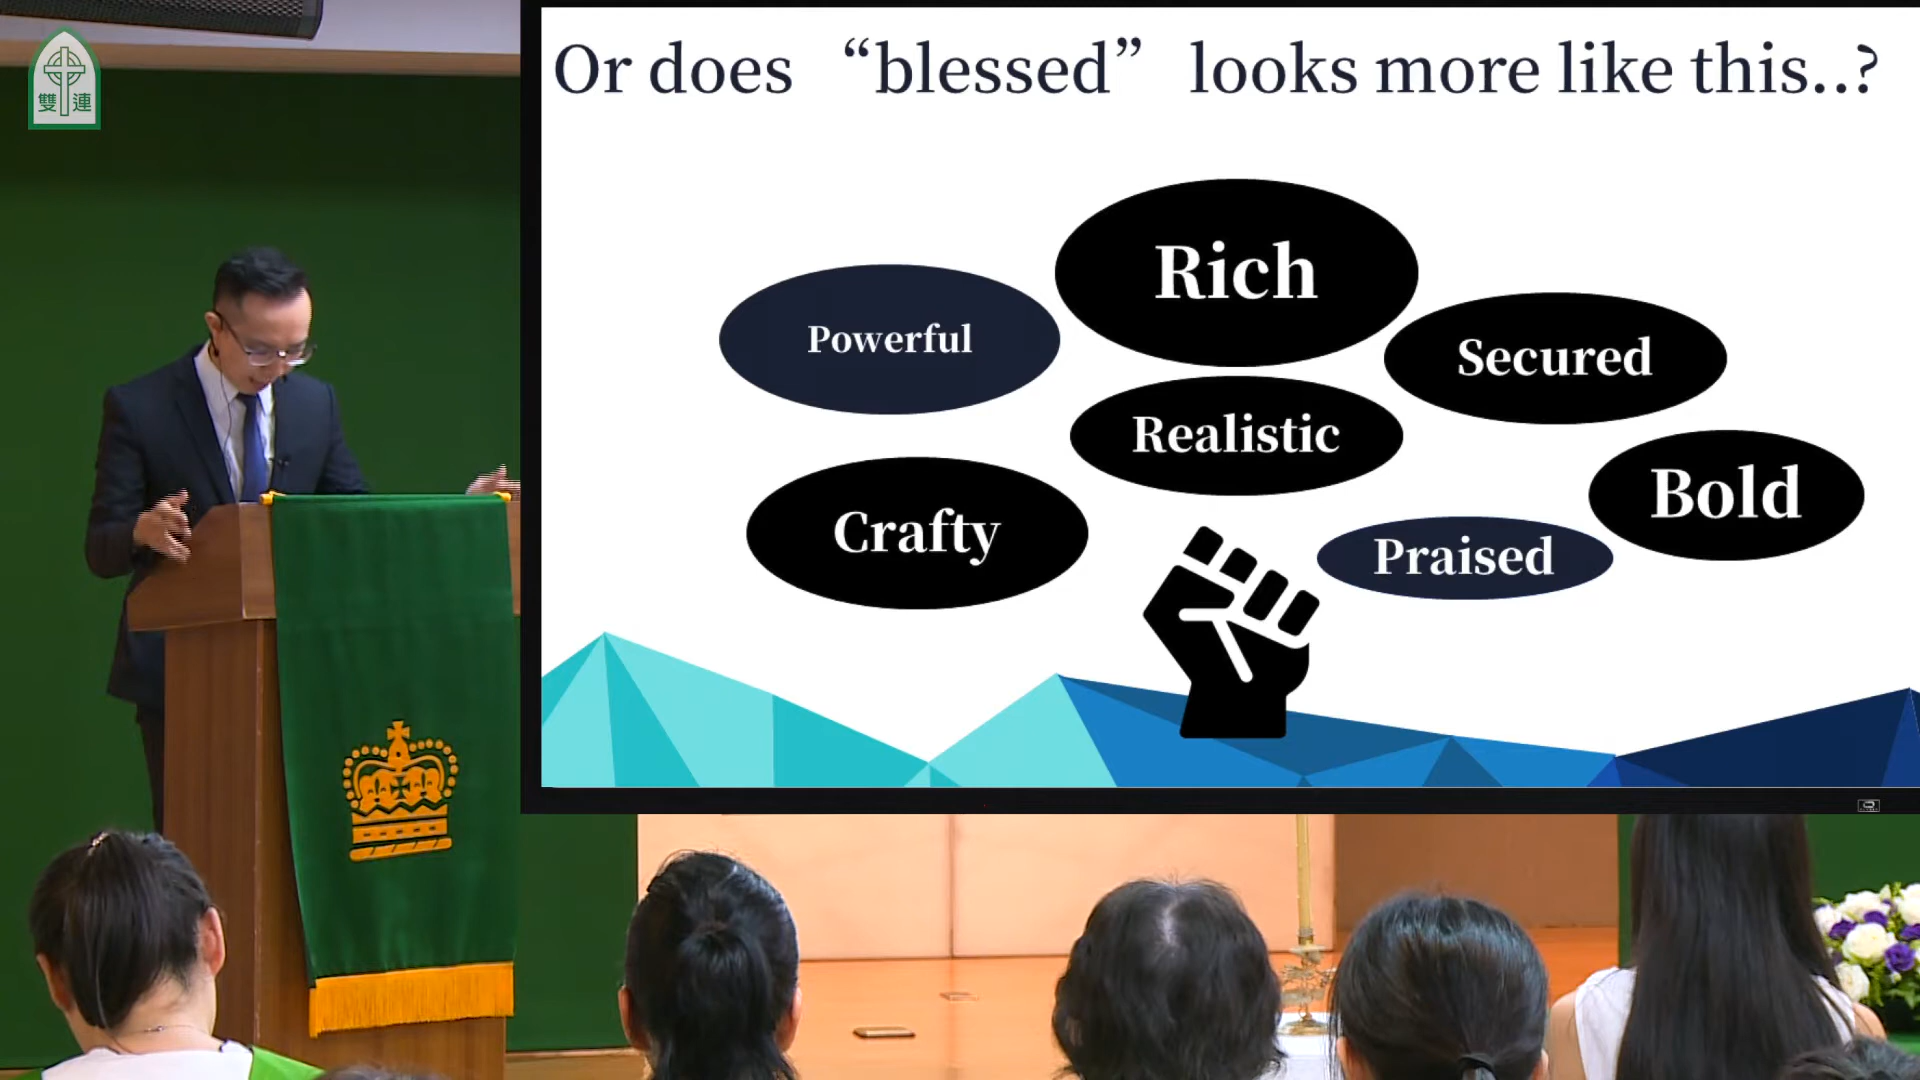 雙連
Or does “blessed” looks more like this..?
Rich
Powerful
Secured
Realistic
Bold
Crafty
Praised